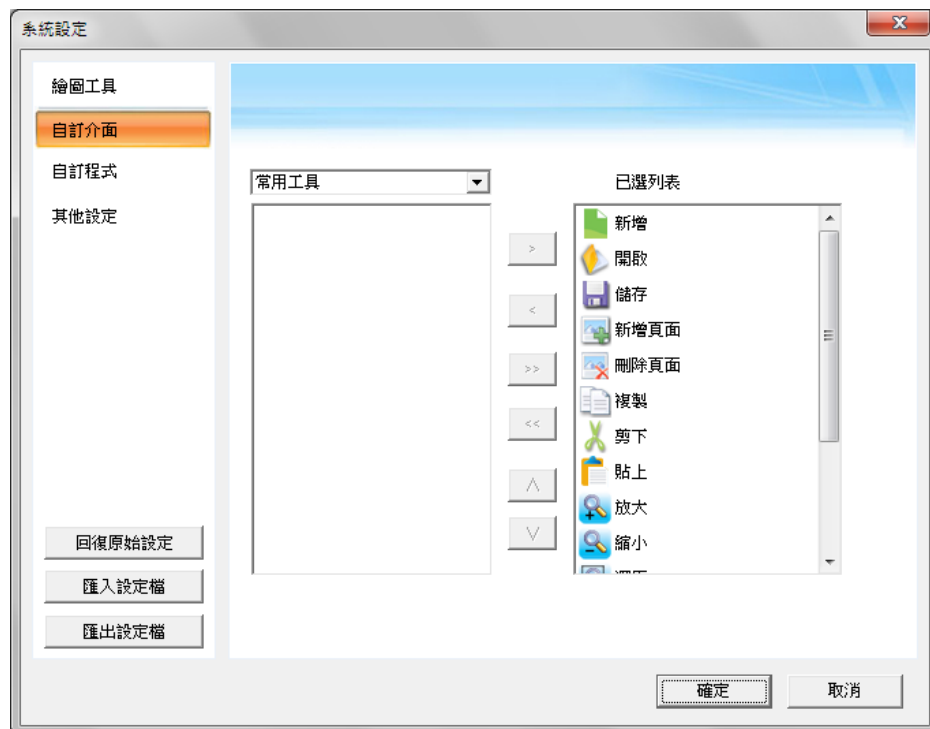 系統設定
繪圖工具
自訂介面
自訂程式
其他設定
回復原始設定
匯入設定檔
匯出設定檔
常用工具
已選列表
>
<
>>
<<
新增
開啟
儲存
新增頁面
刪除頁面
複製
剪下
貼上
放大
縮小
確定
取消